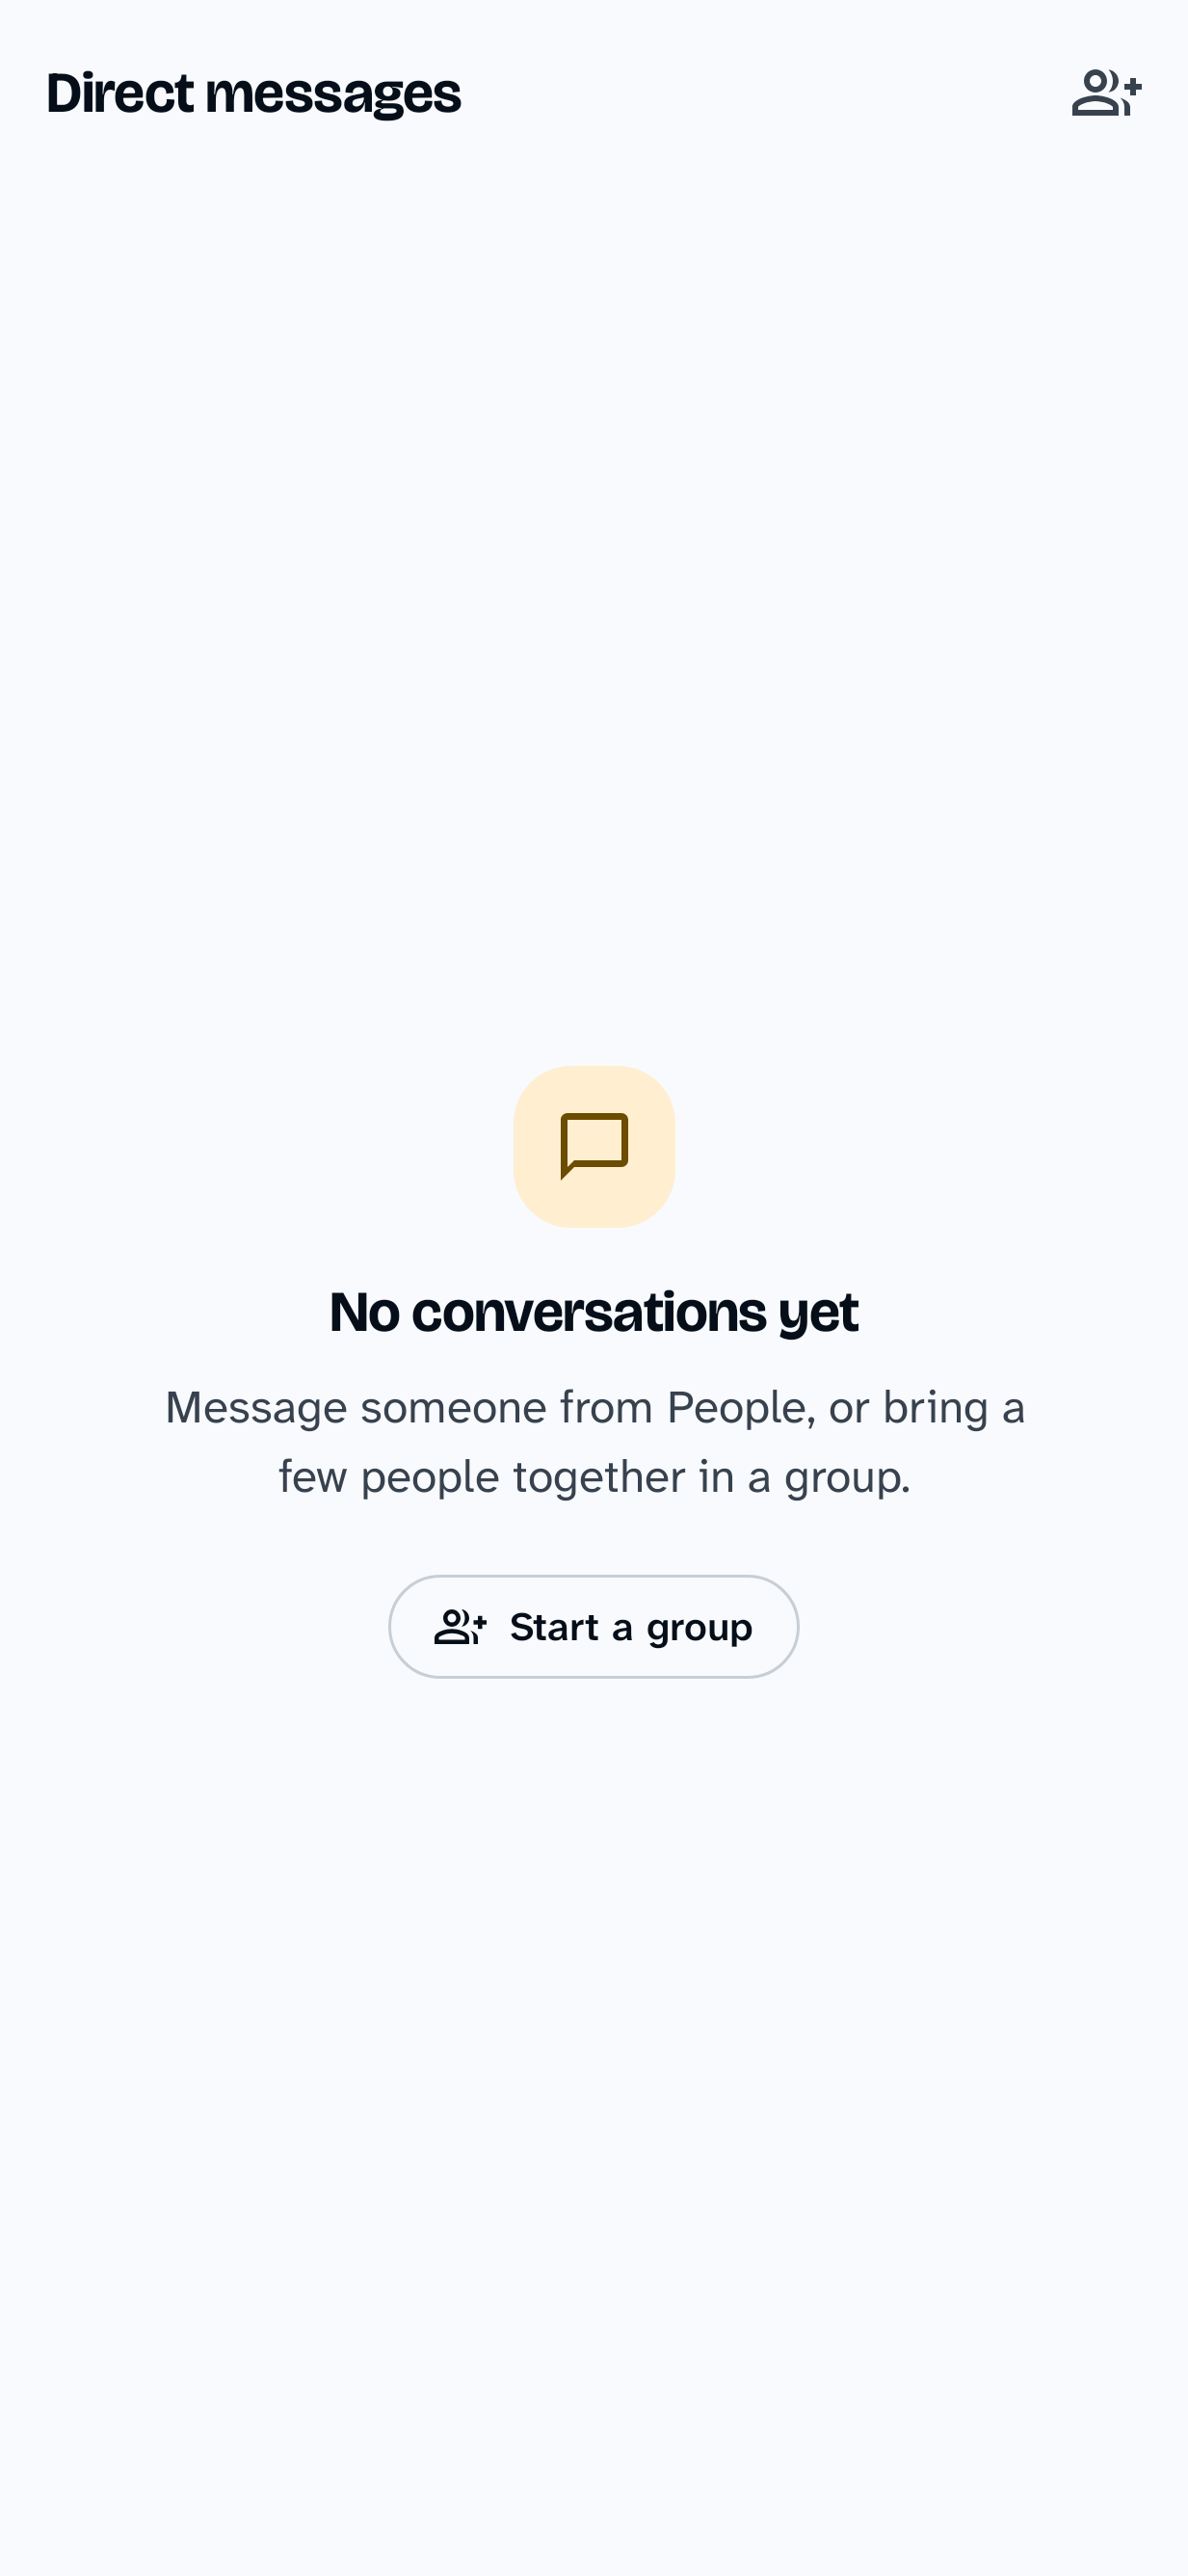 Direct messages
No conversations yet
Message someone from People, or bring a
few people together in a group.
Start a group